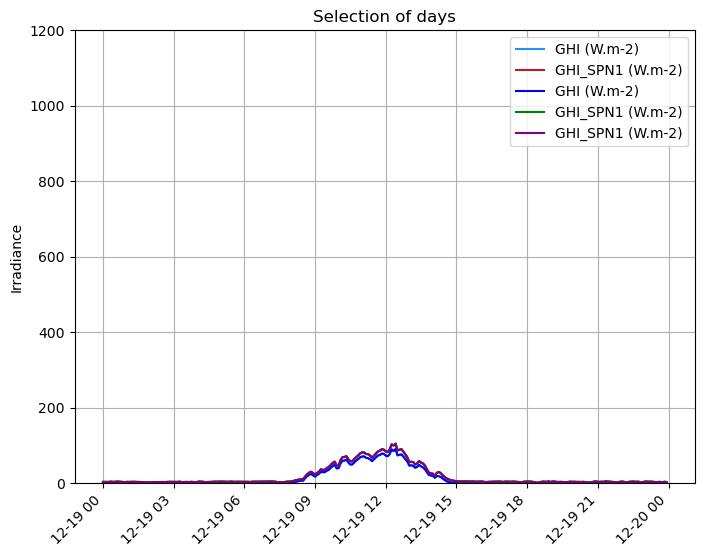 Selection of days
1200
1000
800
600
400
200
0
Irradiance
GHI (W.m-2)
GHI_SPN1 (W.m-2)
GHI (W.m-2)
GHI_SPN1 (W.m-2)
GHI_SPN1 (W.m-2)
12-19 00
12-19 03
12-19 06
12-19 09
12-19 12
12-19 15
12-19 18
12-19 21
12-20 00